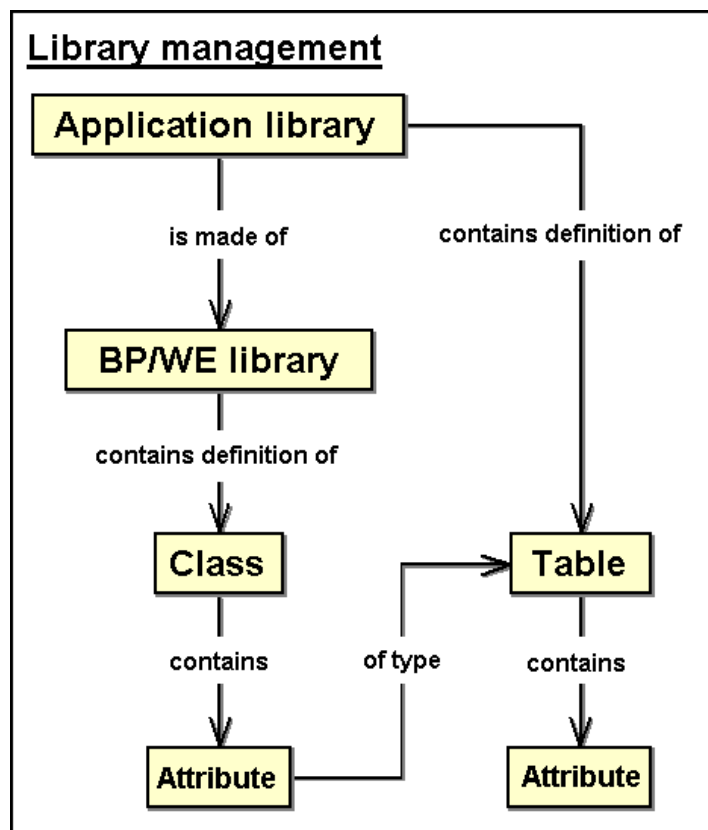 Library management
Application library
is made of
contains definition of
BP/WE library
contains definition of
Class
Table
contains
of type
contains
Attribute
Attribute